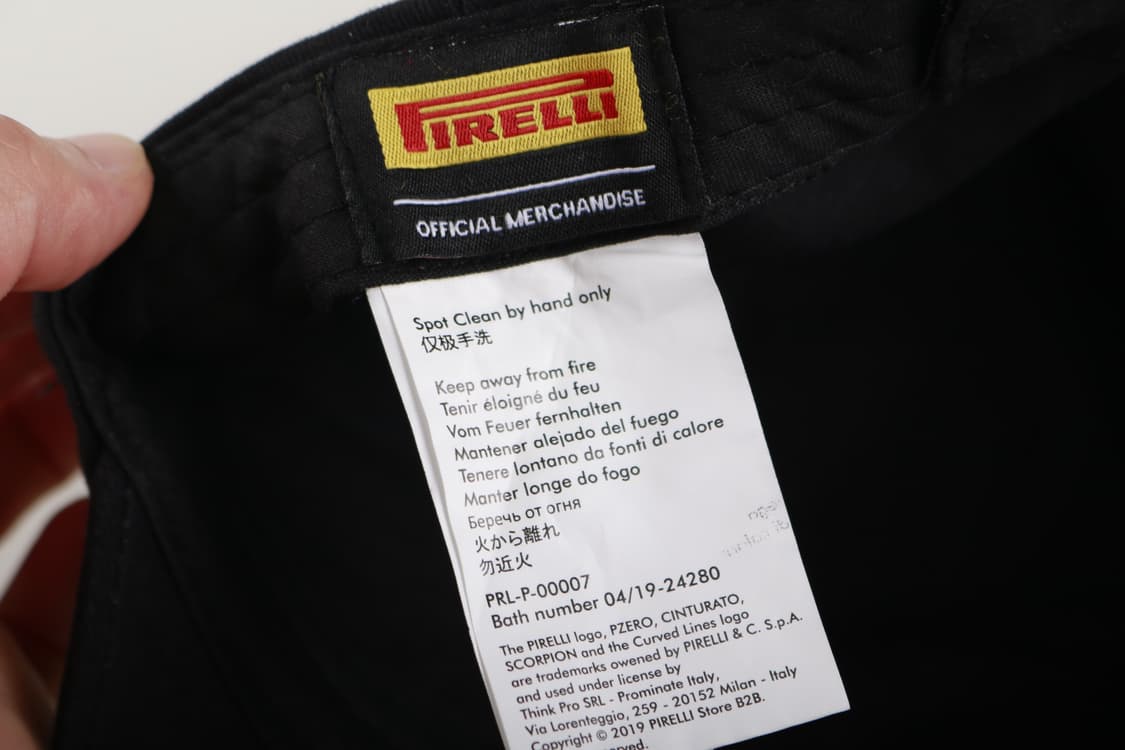 PIRELLI
OFFICIAL MERCHANDISE
Spot Clean by hand only
仅极手洗
Keep away from fire
Tenir éloigné du feu
Vom Feuer fernhalten
Mantener alejado del fuego
Tenere lontano da fonti di calore
Manter longe do fogo
Беречь от огня
火から離れ
勿近火
PRL-P-00007
Bath number 04/19-24280
The PIRELLI logo, PZERO, CINTURATO,
SCORPION and the Curved Lines logo
are trademarks owned by PIRELLI & C. S.p.A.
and used under license by
Think Pro SRL - Prominate Italy,
Via Lorenteggio, 259 - 20152 Milan - Italy
Copyright © 2019 PIRELLI Store B2B.